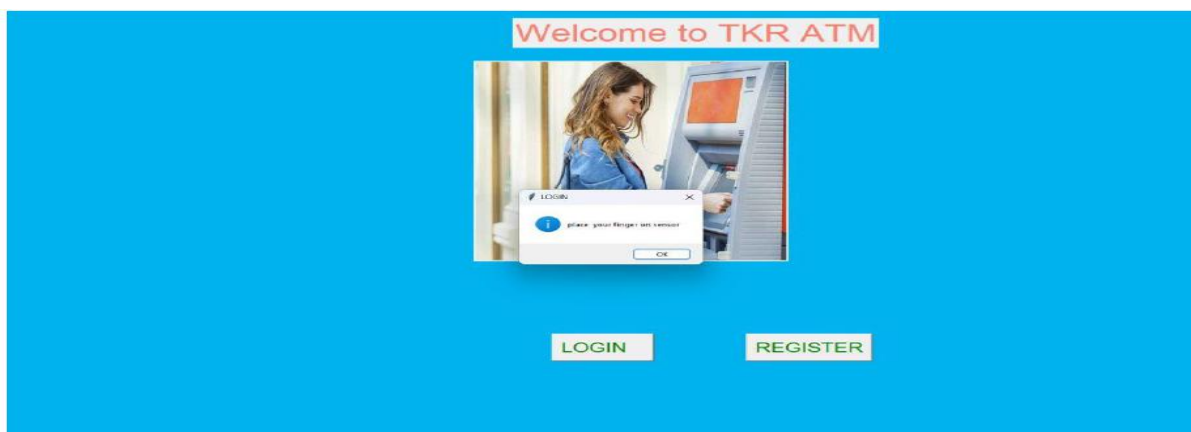 Welcome to TKR ATM
LOGIN
place your finger on sensor
OK
LOGIN
REGISTER